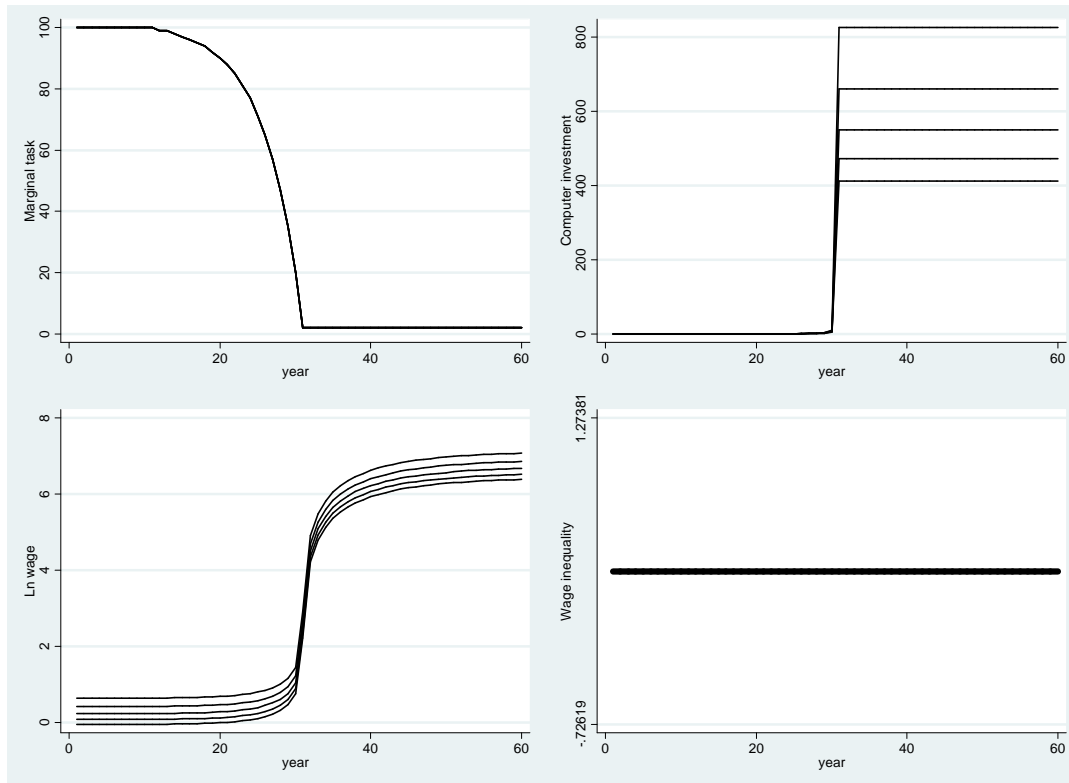 Marginal task
100
80
60
40
20
0
0 20 40 60
year
Computer investment
800
600
400
200
0
0 20 40 60
year
Ln wage
8
6
4
2
0
0 20 40 60
year
Wage inequality
1.27381
-.72619
0 20 40 60
year